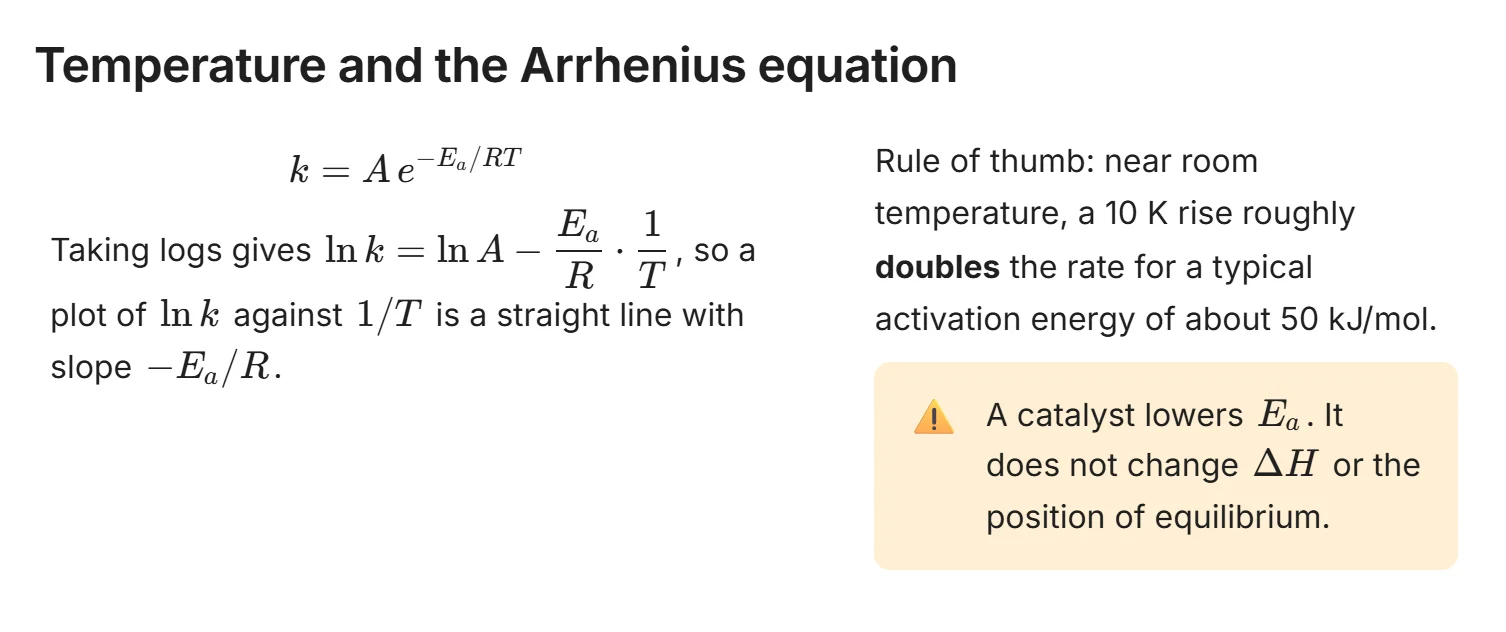 Temperature and the Arrhenius equation
k = A e^{−E_a/RT}
Taking logs gives ln k = ln A − \frac{E_a}{R} · \frac{1}{T}, so a
plot of ln k against 1/T is a straight line with
slope −E_a/R.
Rule of thumb: near room
temperature, a 10 K rise roughly
doubles the rate for a typical
activation energy of about 50 kJ/mol.
A catalyst lowers E_a. It
does not change ΔH or the
position of equilibrium.